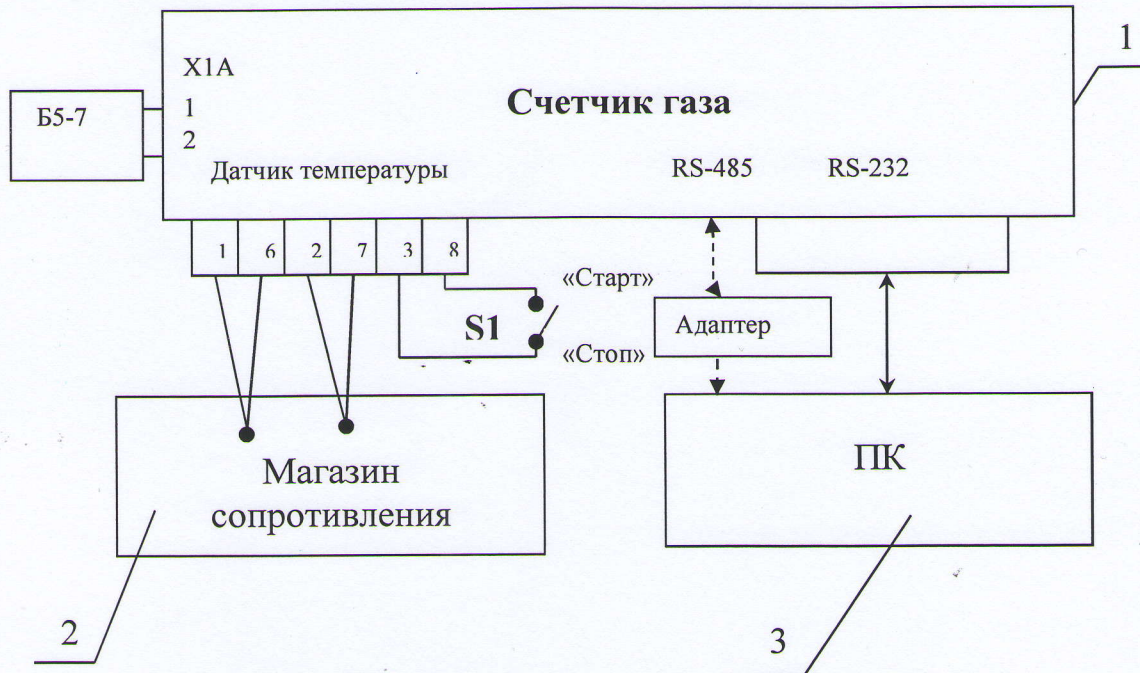 1
Х1А
Б5-7
1
Счетчик газа
2
Датчик температуры
RS-485
RS-232
1
6
2
7
3
8
«Старт»
S1
Адаптер
«Стоп»
ПК
Магазин
сопротивления
2
3